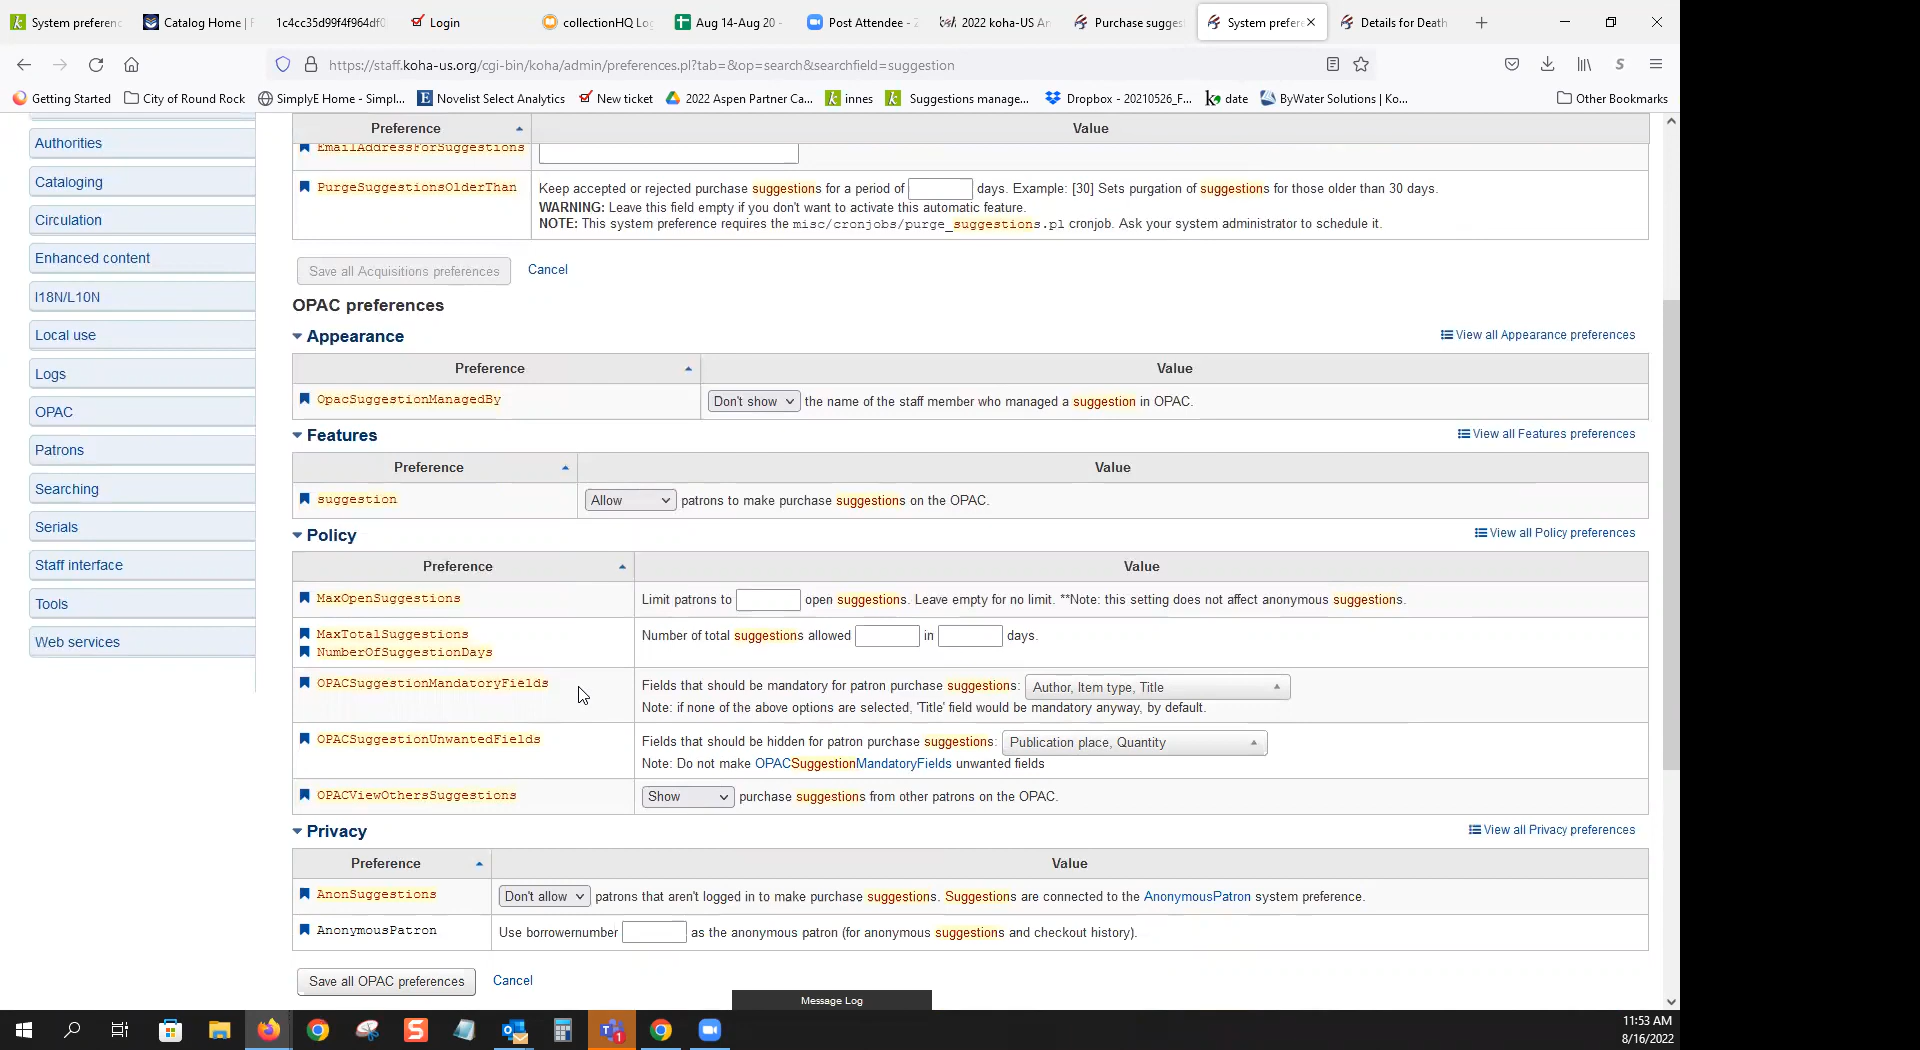 System preferenc
Catalog Home | F
1c4cc35d99f4f964df0
Login
collectionHQ Log
Aug 14-Aug 20 -
Post Attendee - Z
2022 koha-US An
Purchase sugges
System prefere
Details for Death
https://staff.koha-us.org/cgi-bin/koha/admin/preferences.pl?tab=&op=search&searchfield=suggestion
Getting Started
City of Round Rock
SimplyE Home - Simpl...
Novelist Select Analytics
New ticket
2022 Aspen Partner Ca...
innes
Suggestions manage...
Dropbox - 20210526_F...
date
ByWater Solutions | Ko...
Other Bookmarks
Authorities
Cataloging
Circulation
Enhanced content
I18N/L10N
Local use
Logs
OPAC
Patrons
Searching
Serials
Staff interface
Tools
Web services
Preference Value
EmailAddressForSuggestions
PurgeSuggestionsOlderThan Keep accepted or rejected purchase suggestions for a period of days. Example: [30] Sets purgation of suggestions for those older than 30 days.
WARNING: Leave this field empty if you don't want to activate this automatic feature.
NOTE: This system preference requires the misc/cronjobs/purge_suggestions.pl cronjob. Ask your system administrator to schedule it.
Save all Acquisitions preferences Cancel
OPAC preferences
Appearance View all Appearance preferences
Preference Value
OpacSuggestionManagedBy Don't show the name of the staff member who managed a suggestion in OPAC.
Features View all Features preferences
Preference Value
suggestion Allow patrons to make purchase suggestions on the OPAC.
Policy View all Policy preferences
Preference Value
MaxOpenSuggestions Limit patrons to open suggestions. Leave empty for no limit. **Note: this setting does not affect anonymous suggestions.
MaxTotalSuggestions Number of total suggestions allowed in days.
NumberOfSuggestionDays
OPACSuggestionMandatoryFields Fields that should be mandatory for patron purchase suggestions: Author, Item type, Title
Note: if none of the above options are selected, 'Title' field would be mandatory anyway, by default.
OPACSuggestionUnwantedFields Fields that should be hidden for patron purchase suggestions: Publication place, Quantity
Note: Do not make OPACSuggestionMandatoryFields unwanted fields
OPACViewOthersSuggestions Show purchase suggestions from other patrons on the OPAC.
Privacy View all Privacy preferences
Preference Value
AnonSuggestions Don't allow patrons that aren't logged in to make purchase suggestions. Suggestions are connected to the AnonymousPatron system preference.
AnonymousPatron Use borrowernumber as the anonymous patron (for anonymous suggestions and checkout history).
Save all OPAC preferences Cancel
Message Log
11:53 AM
8/16/2022